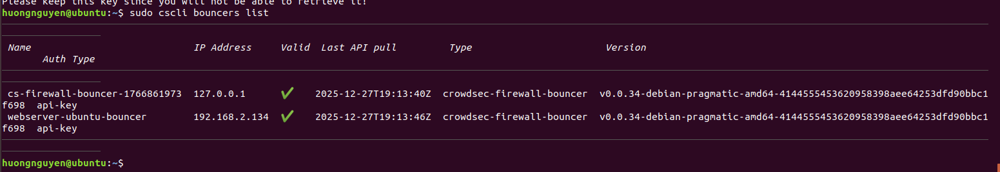 Please keep this key since you will not be able to retrieve it!
huongnguyen@ubuntu:~$ sudo cscli bouncers list
Name IP Address Valid Last API pull Type Version
Auth Type
cs-firewall-bouncer-1766861973 127.0.0.1 ✔ 2025-12-27T19:13:40Z crowdsec-firewall-bouncer v0.0.34-debian-pragmatic-amd64-4144555453620958398aee64253dfd90bbc1
f698 api-key
webserver-ubuntu-bouncer 192.168.2.134 ✔ 2025-12-27T19:13:46Z crowdsec-firewall-bouncer v0.0.34-debian-pragmatic-amd64-4144555453620958398aee64253dfd90bbc1
f698 api-key
huongnguyen@ubuntu:~$